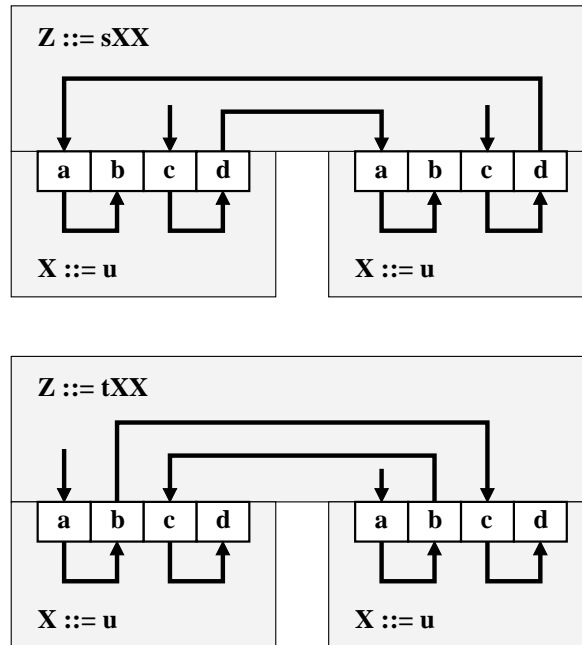 Z ::= sXX
a b c d a b c d
X ::= u X ::= u
Z ::= tXX
a b c d a b c d
X ::= u X ::= u